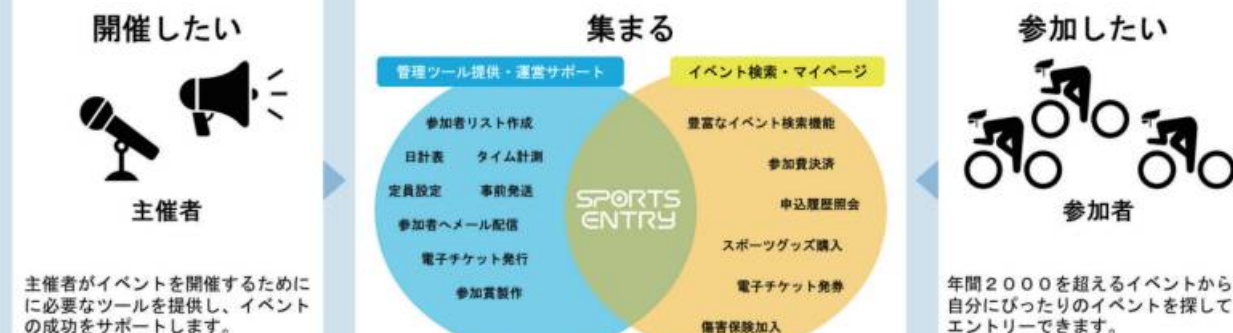 開催したい
主催者
主催者がイベントを開催するために
に必要なツールを提供し、イベント
の成功をサポートします。
集まる
管理ツール提供・運営サポート
イベント検索・マイページ
参加者リスト作成
日計表 タイム計測
定員設定 事前発送
参加者へメール配信
電子チケット発行
参加賞製作
SPORTS
ENTRY
豊富なイベント検索機能
参加費決済
申込履歴照会
スポーツグッズ購入
電子チケット発券
傷害保険加入
参加したい
参加者
年間2000を超えるイベントから
自分にぴったりのイベントを探して
エントリーできます。